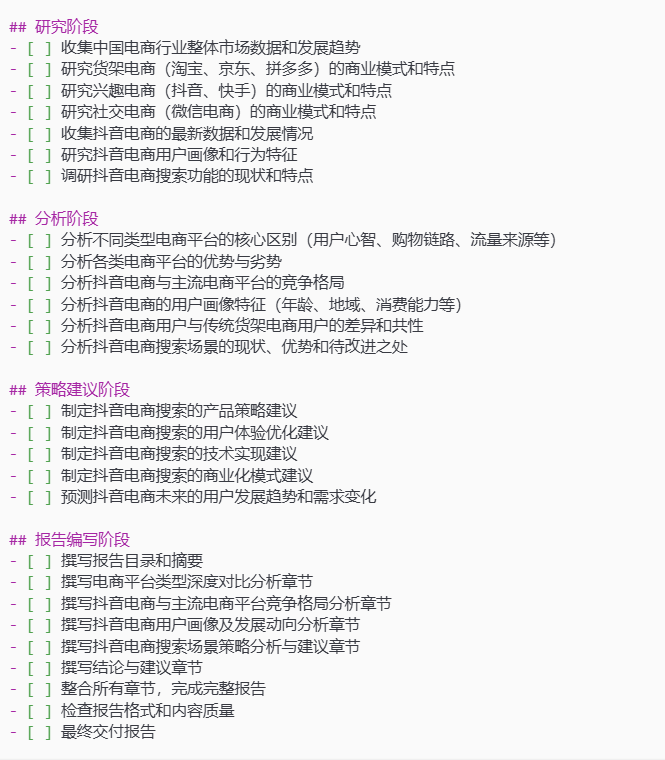 ## 研究阶段
- [ ] 收集中国电商行业整体市场数据和发展趋势
- [ ] 研究货架电商（淘宝、京东、拼多多）的商业模式和特点
- [ ] 研究兴趣电商（抖音、快手）的商业模式和特点
- [ ] 研究社交电商（微信电商）的商业模式和特点
- [ ] 收集抖音电商的最新数据和发展情况
- [ ] 研究抖音电商用户画像和行为特征
- [ ] 调研抖音电商搜索功能的现状和特点
## 分析阶段
- [ ] 分析不同类型电商平台的核心区别（用户心智、购物链路、流量来源等）
- [ ] 分析各类电商平台的优势与劣势
- [ ] 分析抖音电商与主流电商平台的竞争格局
- [ ] 分析抖音电商的用户画像特征（年龄、地域、消费能力等）
- [ ] 分析抖音电商用户与传统货架电商用户的差异和共性
- [ ] 分析抖音电商搜索场景的现状、优势和待改进之处
## 策略建议阶段
- [ ] 制定抖音电商搜索的产品策略建议
- [ ] 制定抖音电商搜索的用户体验优化建议
- [ ] 制定抖音电商搜索的技术实现建议
- [ ] 制定抖音电商搜索的商业化模式建议
- [ ] 预测抖音电商未来的用户发展趋势和需求变化
## 报告编写阶段
- [ ] 撰写报告目录和摘要
- [ ] 撰写电商平台类型深度对比分析章节
- [ ] 撰写抖音电商与主流电商平台竞争格局分析章节
- [ ] 撰写抖音电商用户画像及发展动向分析章节
- [ ] 撰写抖音电商搜索场景策略分析与建议章节
- [ ] 撰写结论与建议章节
- [ ] 整合所有章节，完成完整报告
- [ ] 检查报告格式和内容质量
- [ ] 最终交付报告